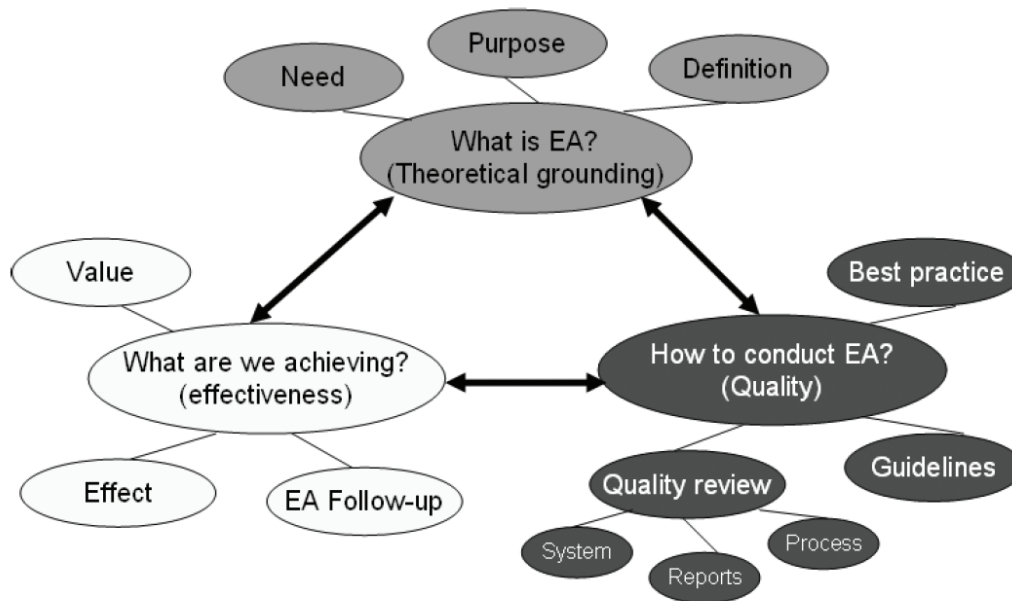 Purpose
Need
Definition
What is EA?
(Theoretical grounding)
Value
Best practice
What are we achieving?
(effectiveness)
How to conduct EA?
(Quality)
Effect
EA Follow-up
Quality review
Guidelines
System
Reports
Process